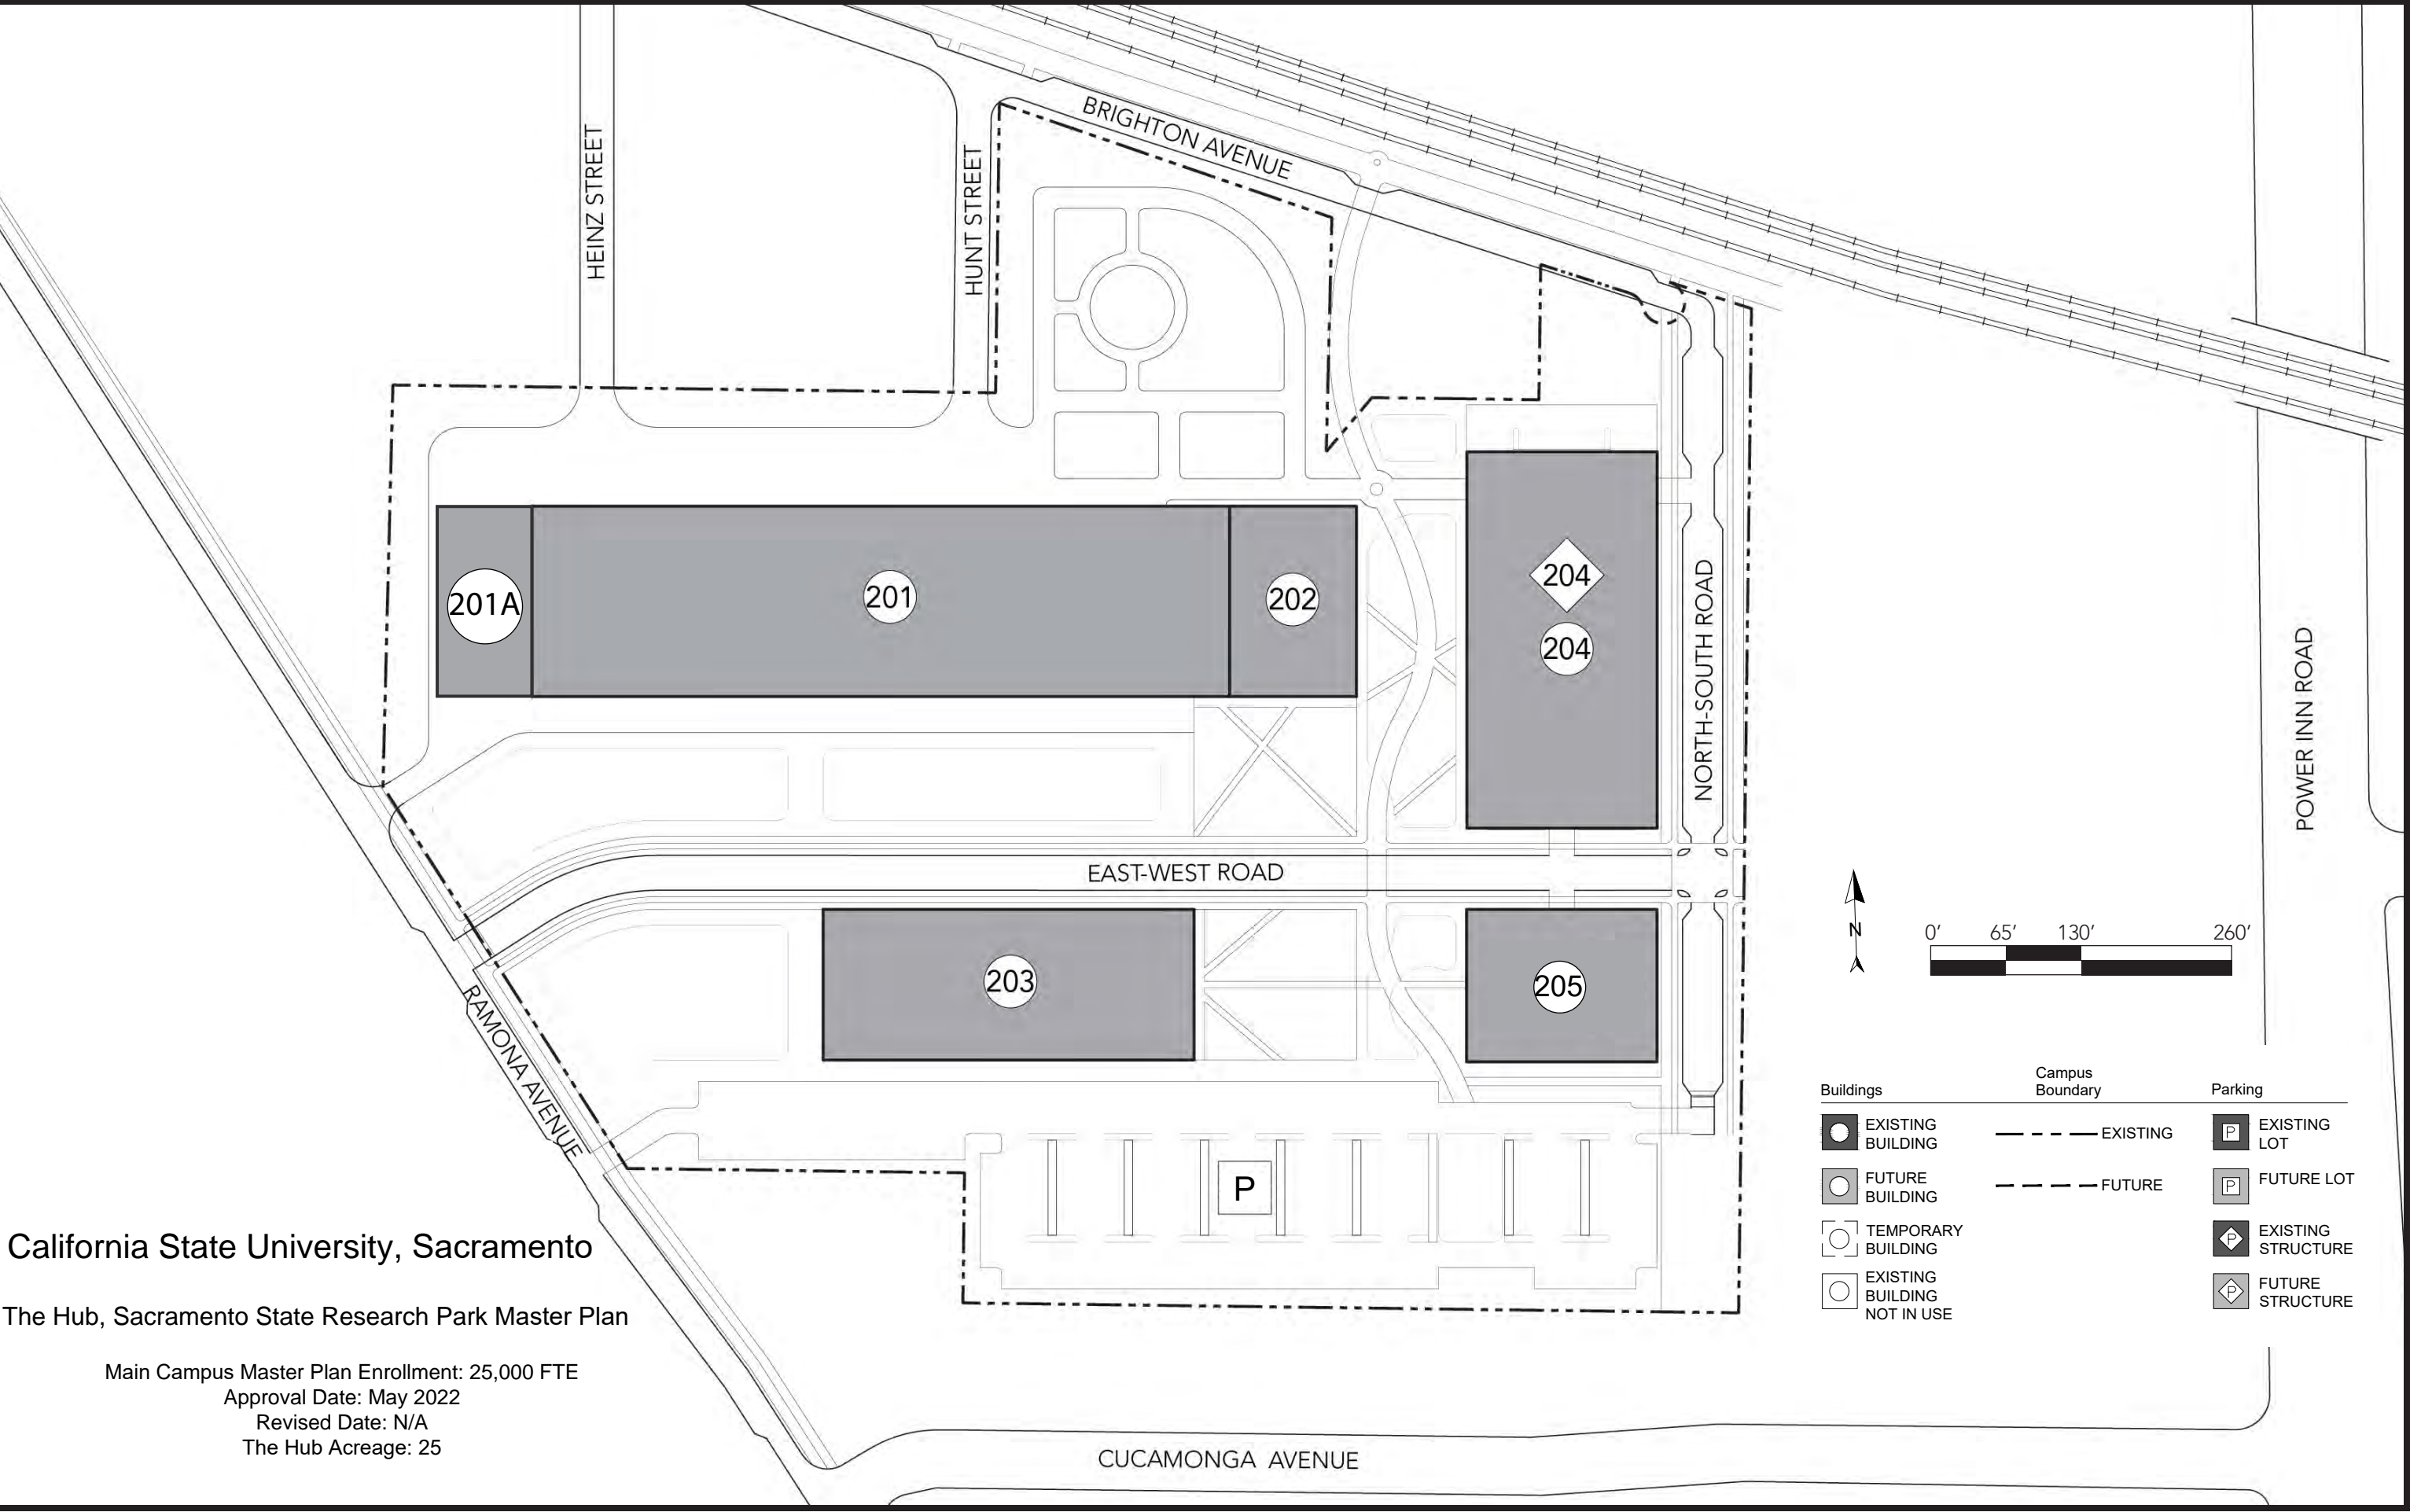 BRIGHTON AVENUE
HEINZ STREET
HUNT STREET
201A
201
202
204
204
NORTH-SOUTH ROAD
POWER INN ROAD
EAST-WEST ROAD
203
205
RAMONA AVENUE
P
N
0' 65' 130' 260'
Buildings
Campus
Boundary
Parking
EXISTING
BUILDING
FUTURE
BUILDING
TEMPORARY
BUILDING
EXISTING
BUILDING
NOT IN USE
EXISTING
FUTURE
P
EXISTING
LOT
P
FUTURE LOT
P
EXISTING
STRUCTURE
P
FUTURE
STRUCTURE
California State University, Sacramento
The Hub, Sacramento State Research Park Master Plan
Main Campus Master Plan Enrollment: 25,000 FTE
Approval Date: May 2022
Revised Date: N/A
The Hub Acreage: 25
CUCAMONGA AVENUE